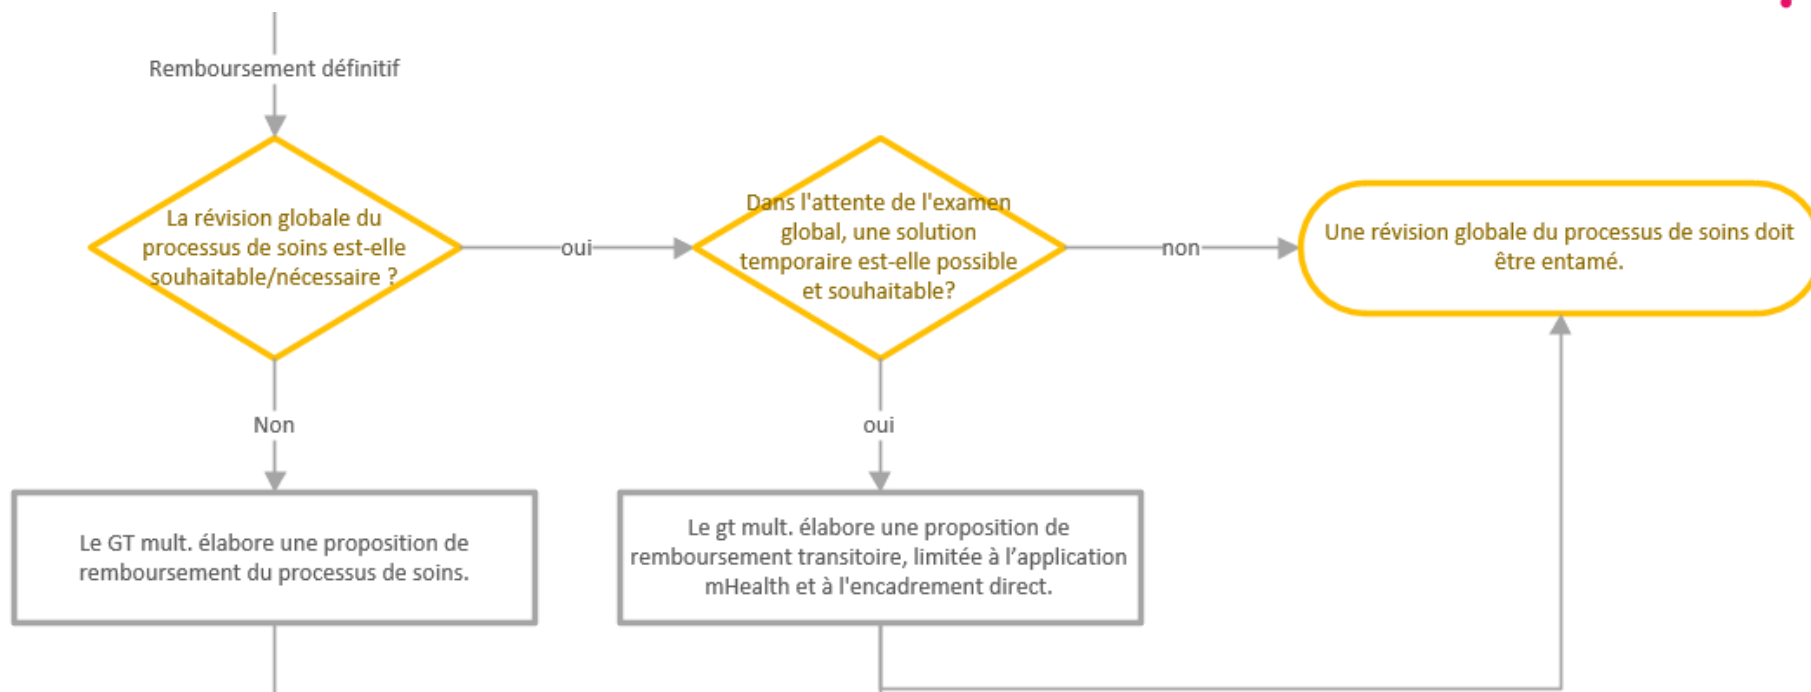 Remboursement définitif
La révision globale du
processus de soins est-elle
souhaitable/nécessaire ?
oui
Dans l'attente de l'examen
global, une solution
temporaire est-elle possible
et souhaitable?
non
Une révision globale du processus de soins doit
être entamé.
Non
oui
Le GT mult. élabore une proposition de
remboursement du processus de soins.
Le gt mult. élabore une proposition de
remboursement transitoire, limitée à l’application
mHealth et à l'encadrement direct.